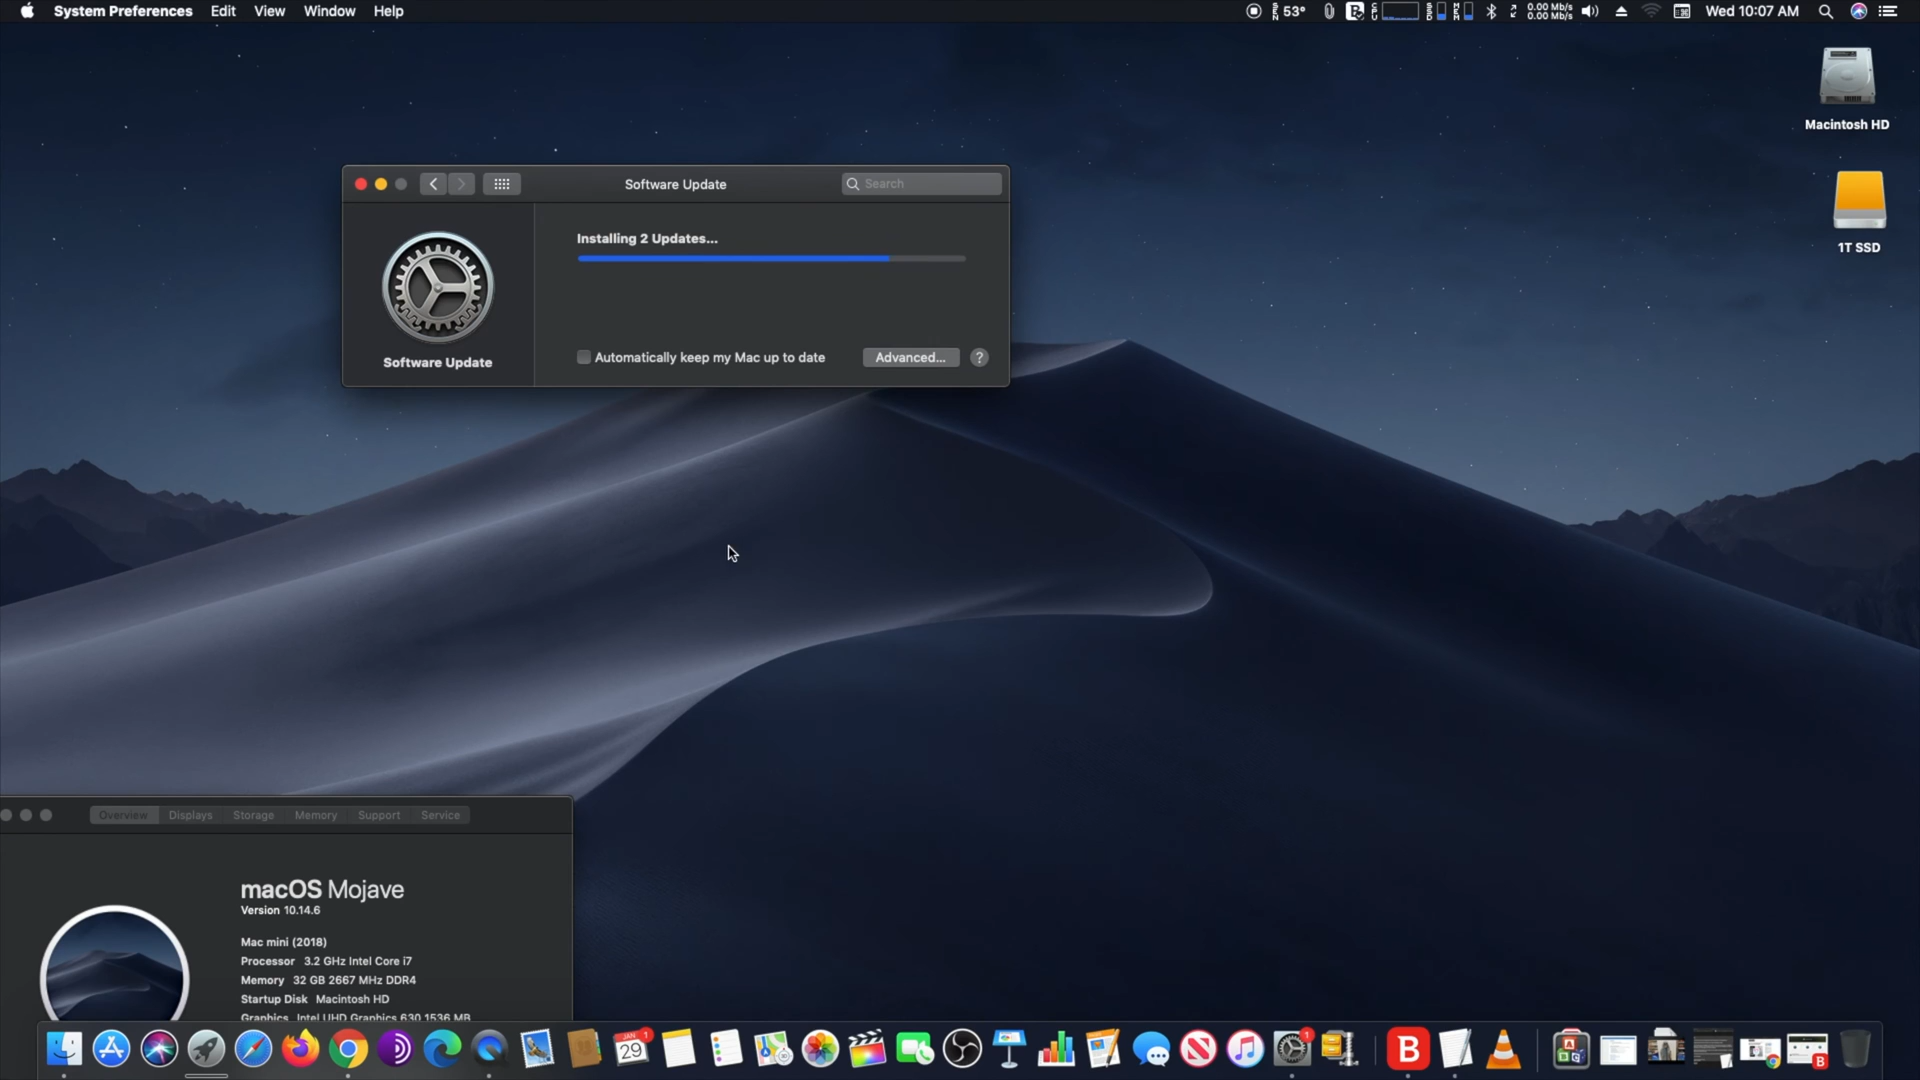 System Preferences Edit View Window Help
53° 0.00 Mb/s Wed 10:07 AM
0.00 Mb/s
Macintosh HD
1T SSD
Software Update
Search
Installing 2 Updates...
Software Update
Automatically keep my Mac up to date
Advanced...
?
Overview Displays Storage Memory Support Service
macOS Mojave
Version 10.14.6
Mac mini (2018)
Processor 3.2 GHz Intel Core i7
Memory 32 GB 2667 MHz DDR4
Startup Disk Macintosh HD
Graphics Intel UHD Graphics 630 1536 MB
JAN
29
1
1
B